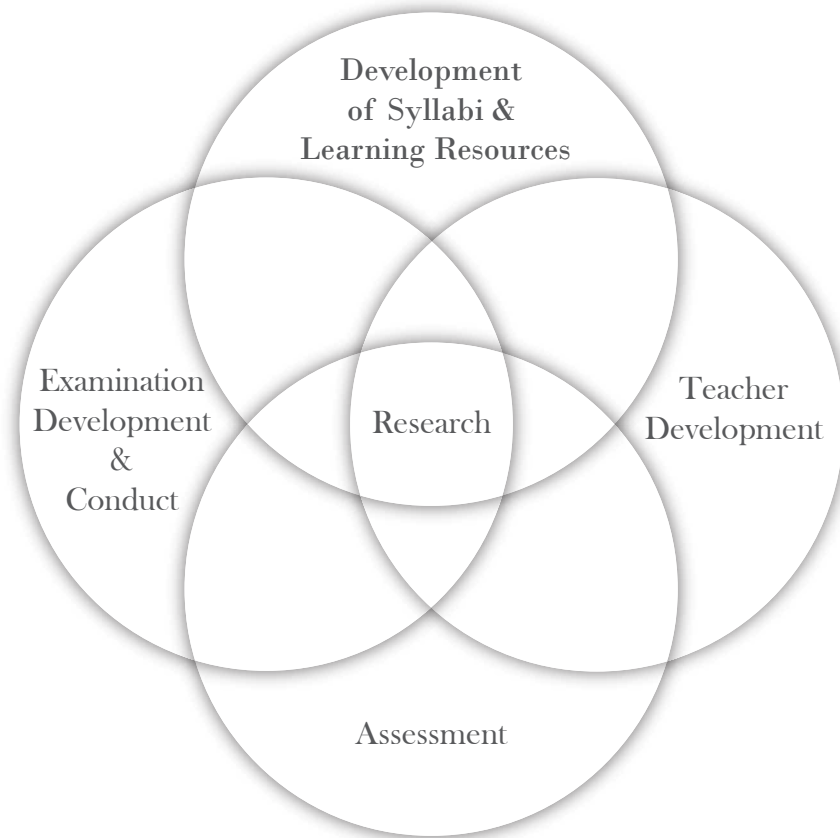 Development
of Syllabi &
Learning Resources
Examination
Development
&
Conduct
Research
Teacher
Development
Assessment